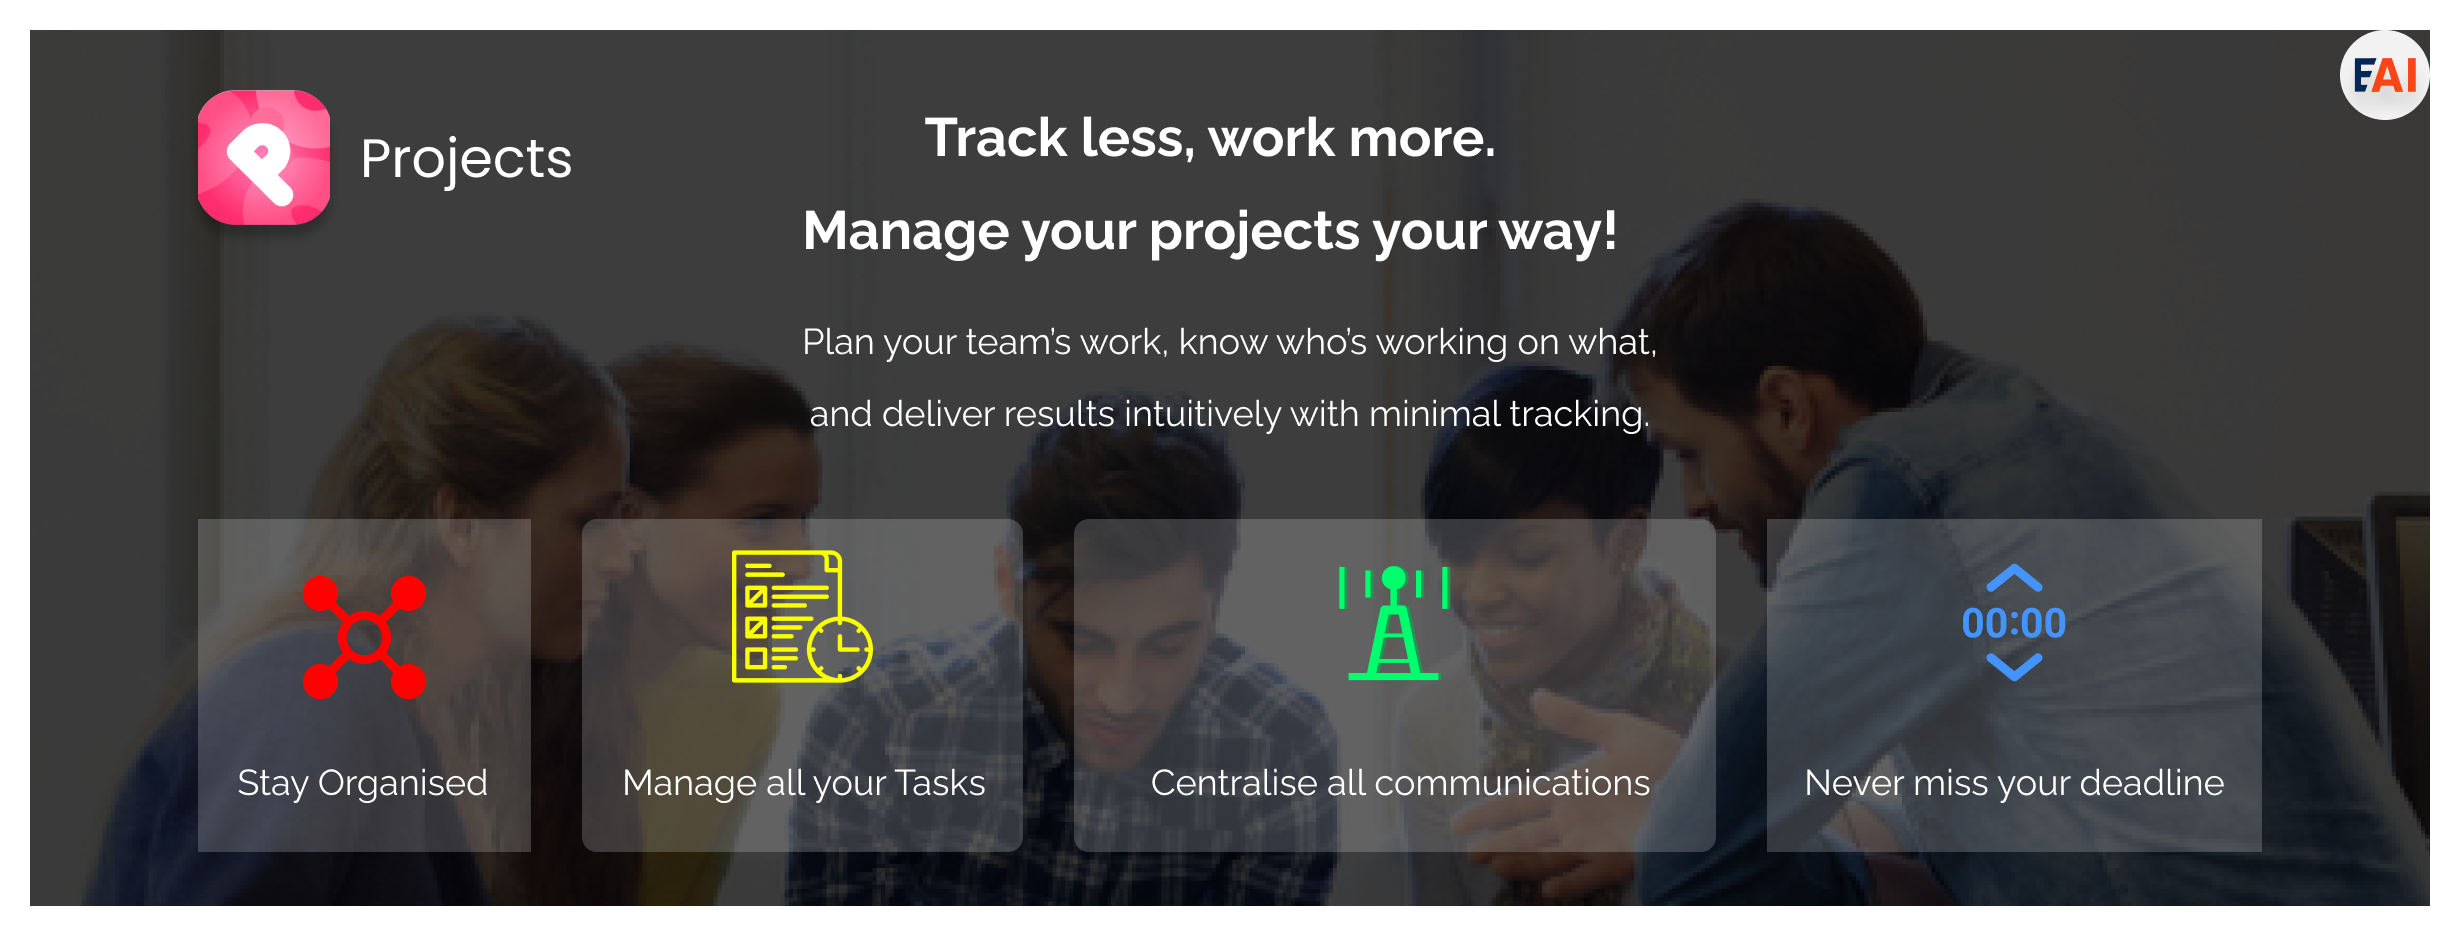 EAI
Projects
Track less, work more.
Manage your projects your way!
Plan your team’s work, know who’s working on what,
and deliver results intuitively with minimal tracking.
00:00
Stay Organised
Manage all your Tasks
Centralise all communications
Never miss your deadline